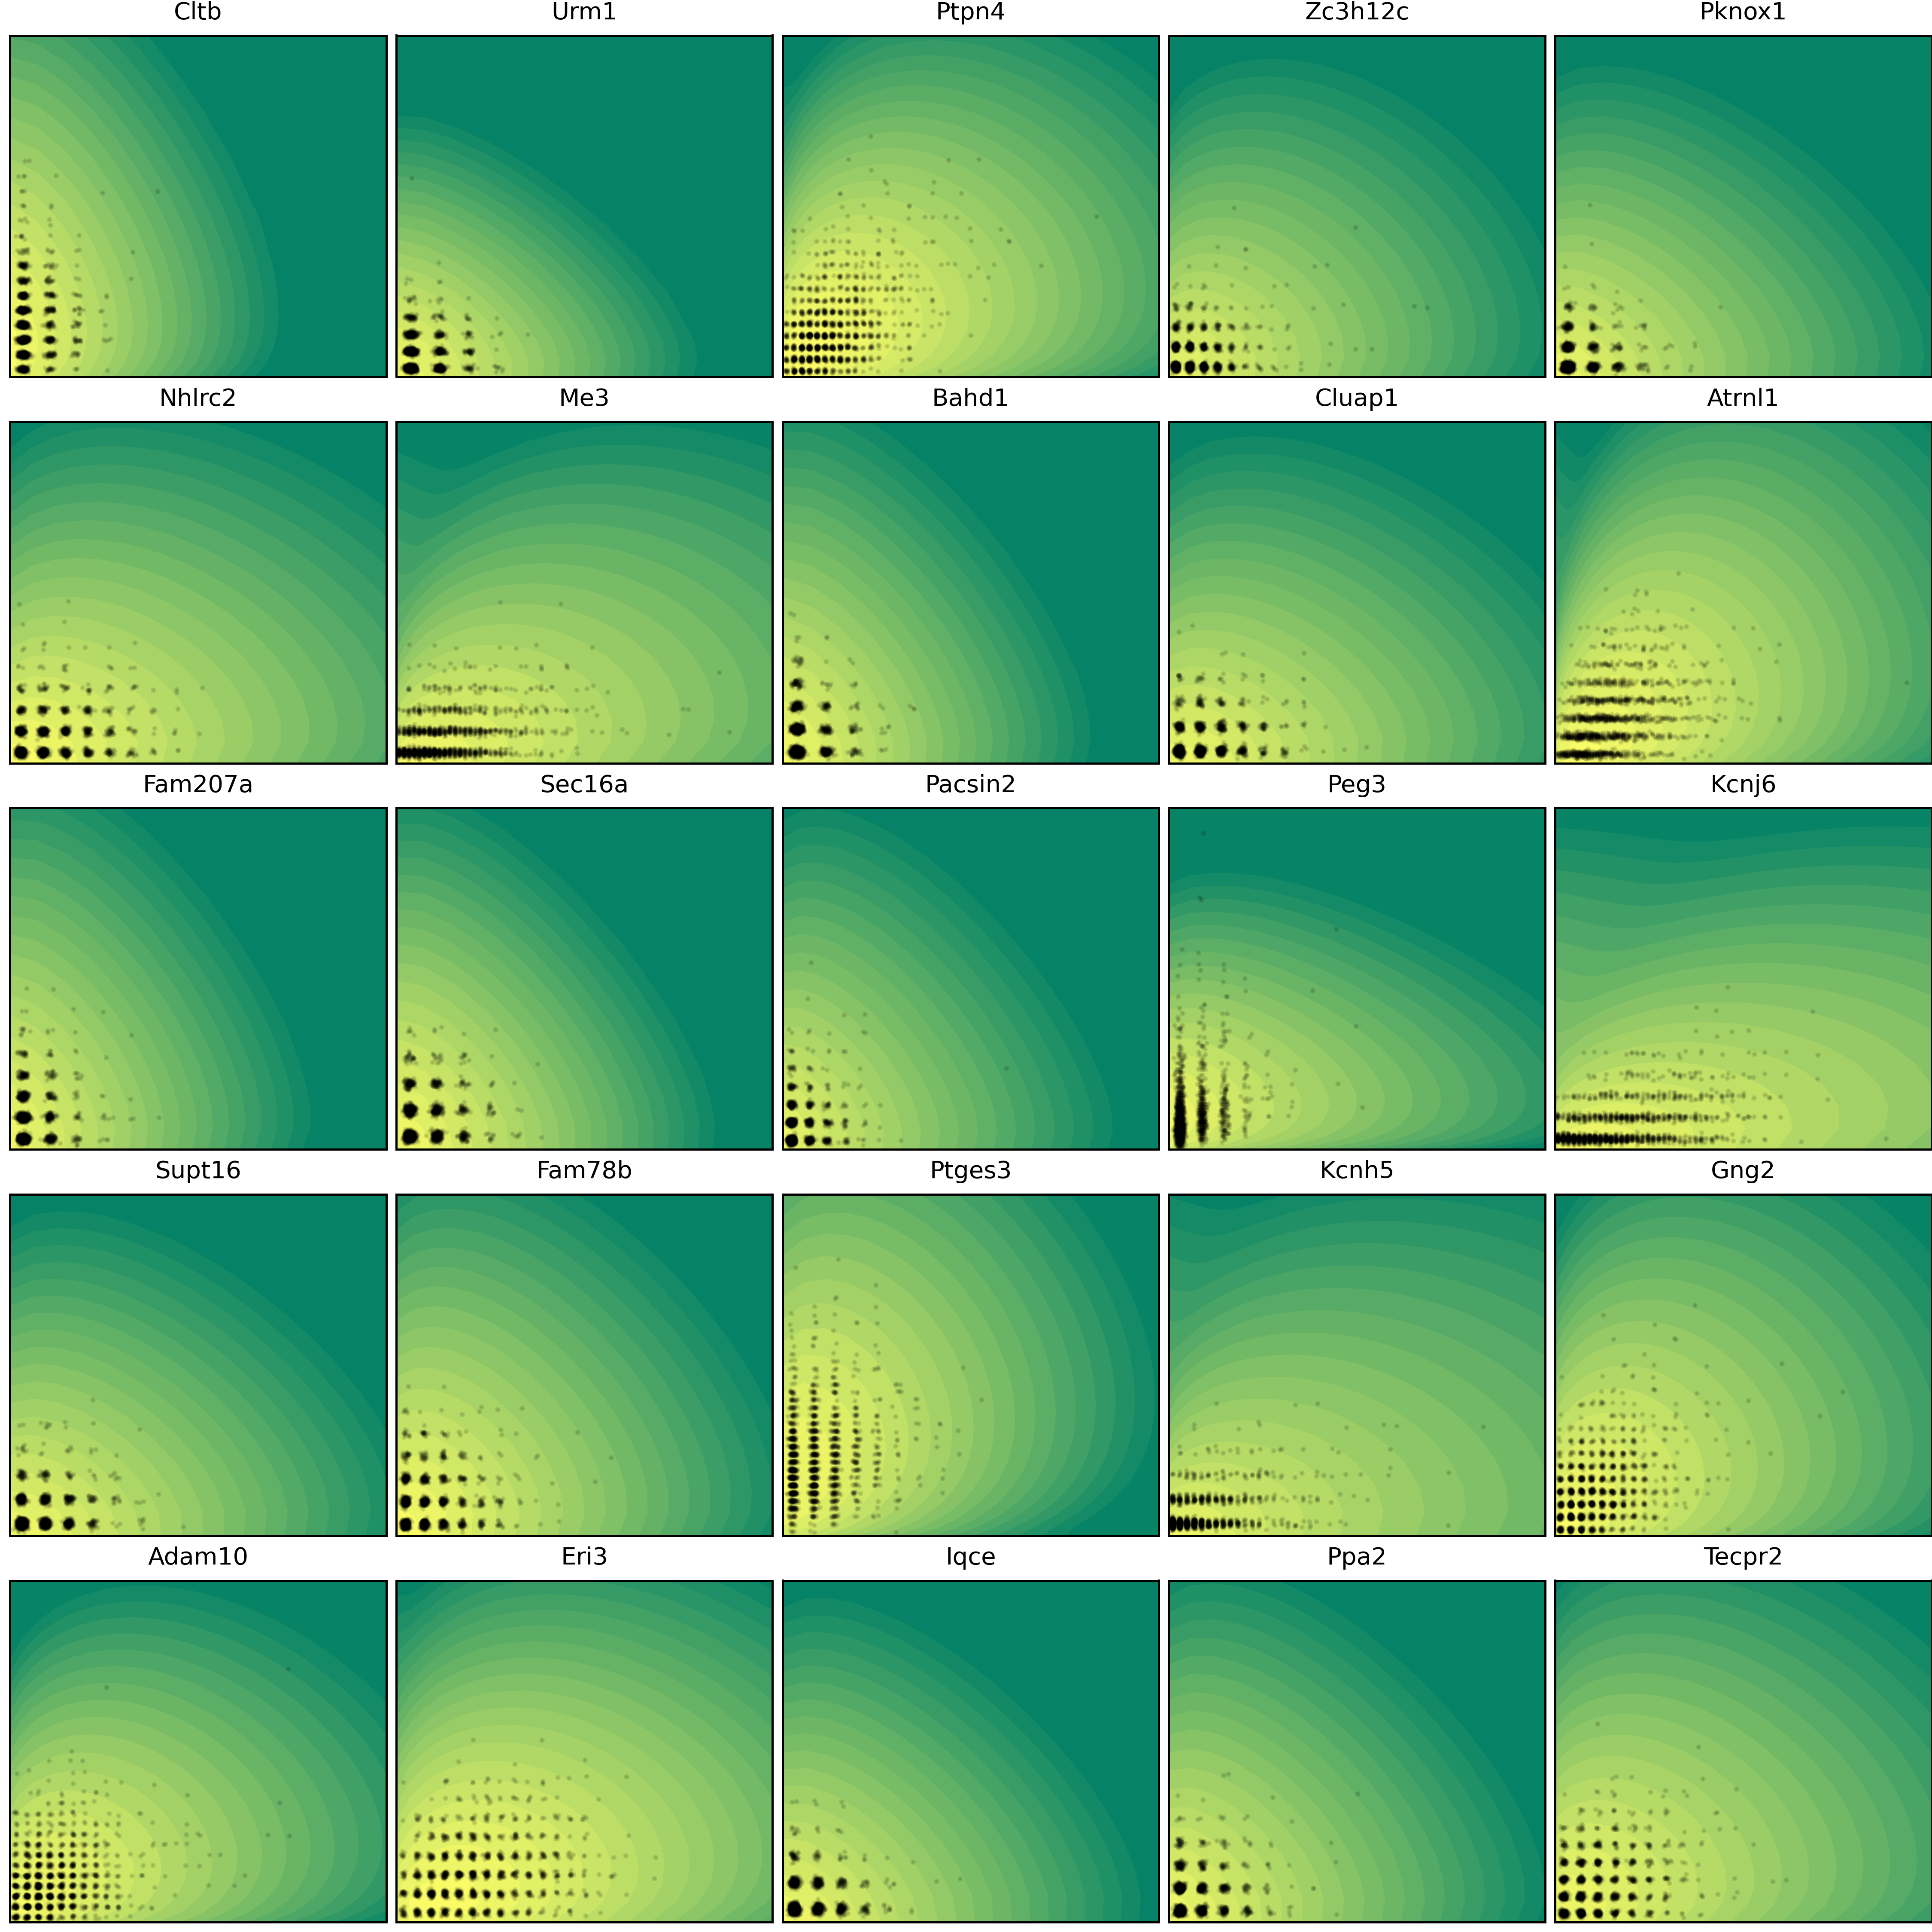 Cltb Urm1 Ptpn4 Zc3h12c Pknox1
Nhlrc2 Me3 Bahd1 Cluap1 Atrnl1
Fam207a Sec16a Pacsin2 Peg3 Kcnj6
Supt16 Fam78b Ptges3 Kcnh5 Gng2
Adam10 Eri3 Iqce Ppa2 Tecpr2